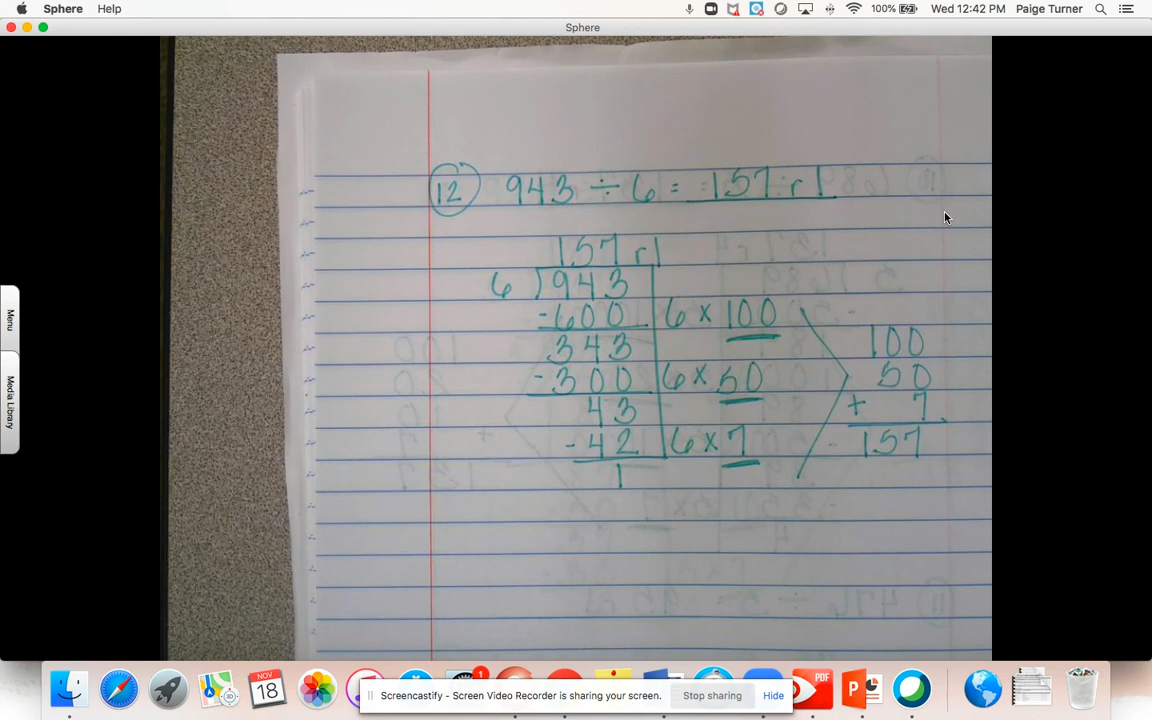 Sphere Help 100% Wed 12:42 PM Paige Turner
Sphere
Menu
Media Library
12 943 ÷ 6 = 157 r1
157 r1
6 943
-600 6 × 100
343 100
-300 6 × 50 50
43 + 7
-42 6 × 7 157
1
NOV
18
1
PDF
Screencastify - Screen Video Recorder is sharing your screen. Stop sharing Hide